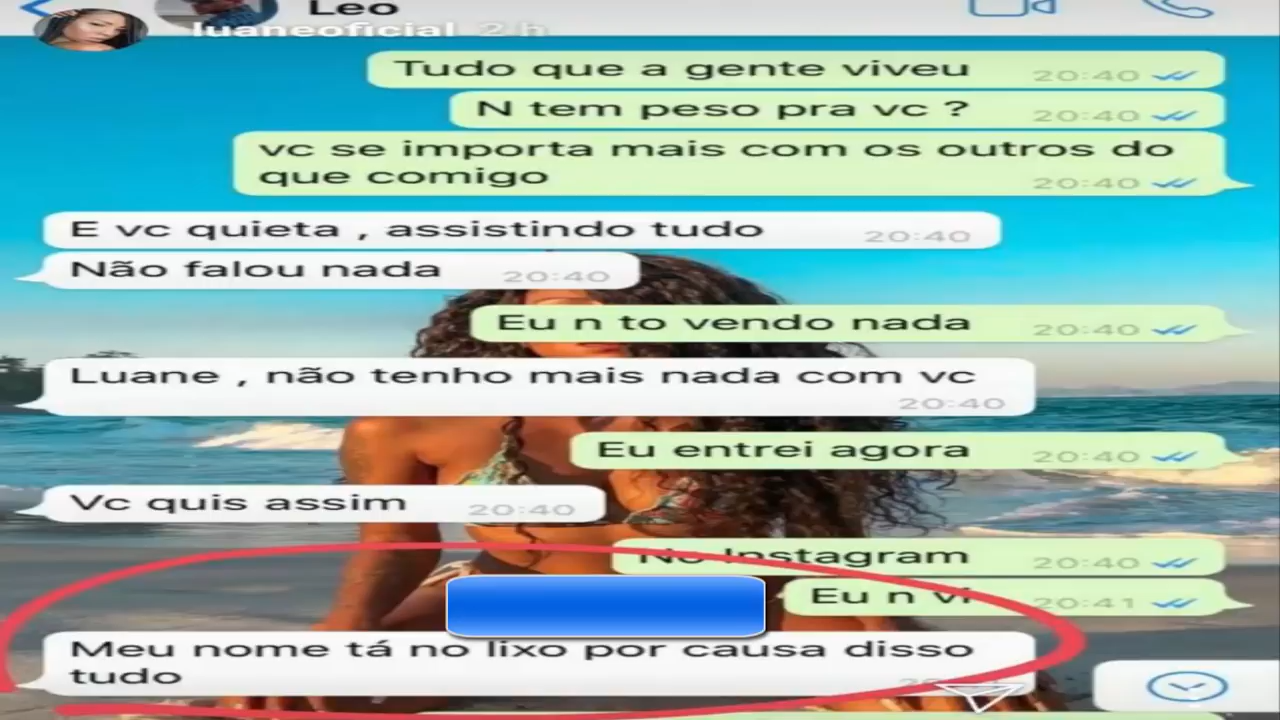 Leo
luaneoficial 2 h
Tudo que a gente viveu 20:40
N tem peso pra vc ? 20:40
vc se importa mais com os outros do
que comigo 20:40
E vc quieta , assistindo tudo 20:40
Não falou nada 20:40
Eu n to vendo nada 20:40
Luane , não tenho mais nada com vc
20:40
Eu entrei agora 20:40
Vc quis assim 20:40
No Instagram 20:40
Eu n vi 20:41
Meu nome tá no lixo por causa disso
tudo